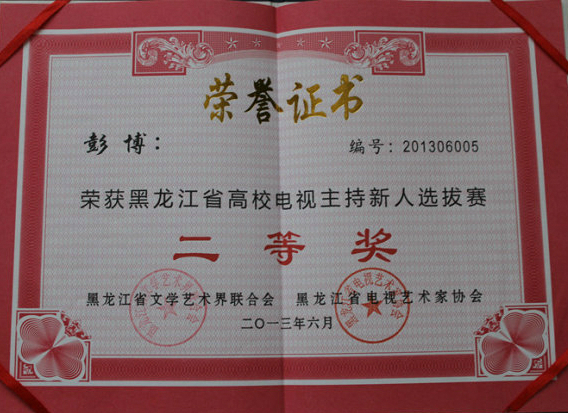 荣誉证书
彭博：
编号：201306005
荣获黑龙江省高校电视主持新人选拔赛
二等奖
黑龙江省文学艺术界联合会 黑龙江省电视艺术家协会
二〇一三年六月